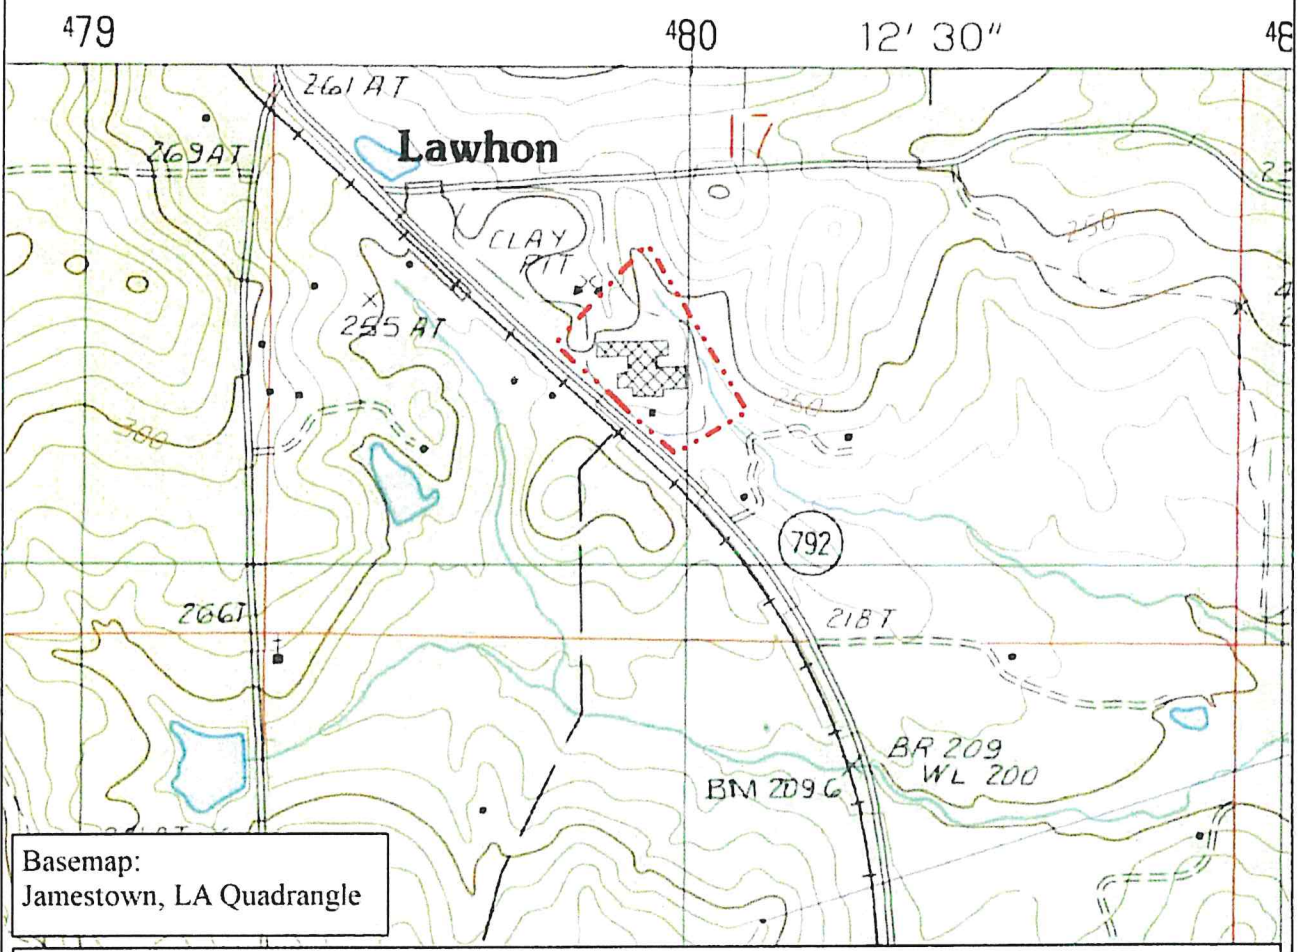 479
480
12' 30"
48
261 AT
Lawhon
17
269 AT
CLAY
PIT
250
255 AT
300
250
792
266T
218T
BR 209
WL 200
BM 209.6
Basemap:
Jamestown, LA Quadrangle